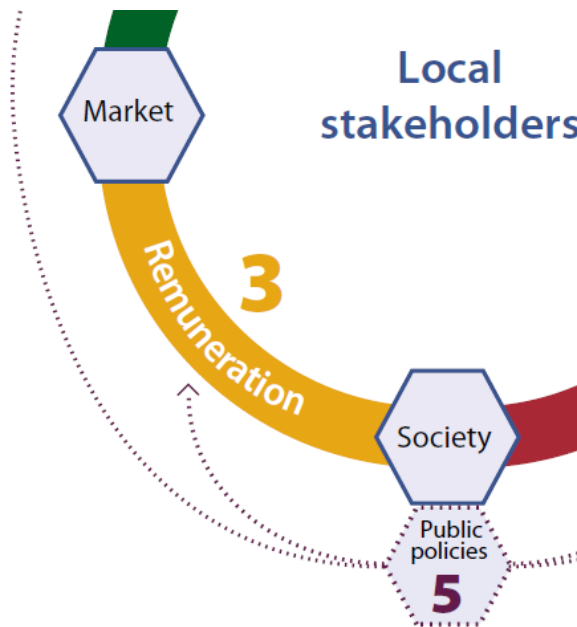 Local
stakeholders
Market
3
Remuneration
Society
Public
policies
5